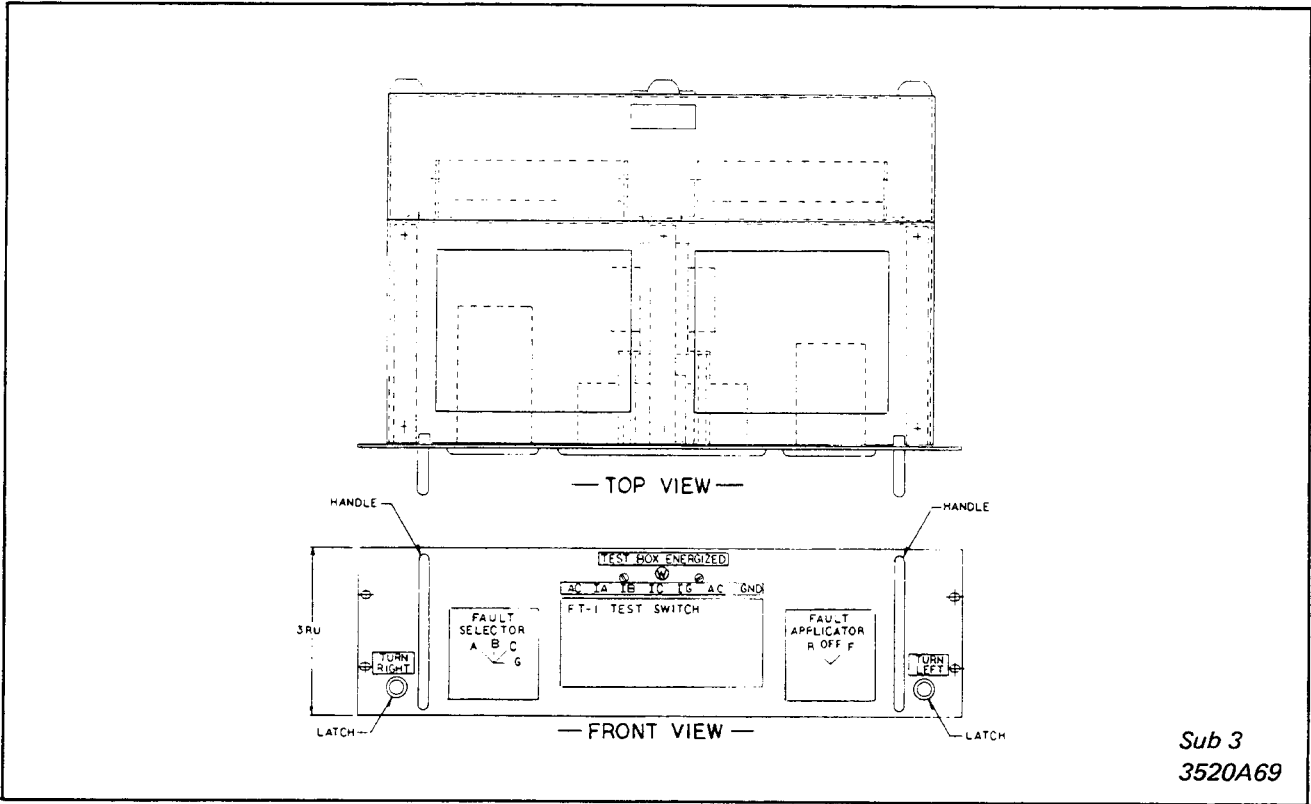 — TOP VIEW —
HANDLE
HANDLE
TEST BOX ENERGIZED
W
AC IA IB IC IG AC GND
FT-1 TEST SWITCH
3RU
FAULT
SELECTOR
A B C
G
FAULT
APPLICATOR
R OFF F
TURN
RIGHT
TURN
LEFT
LATCH
— FRONT VIEW —
LATCH
Sub 3
3520A69